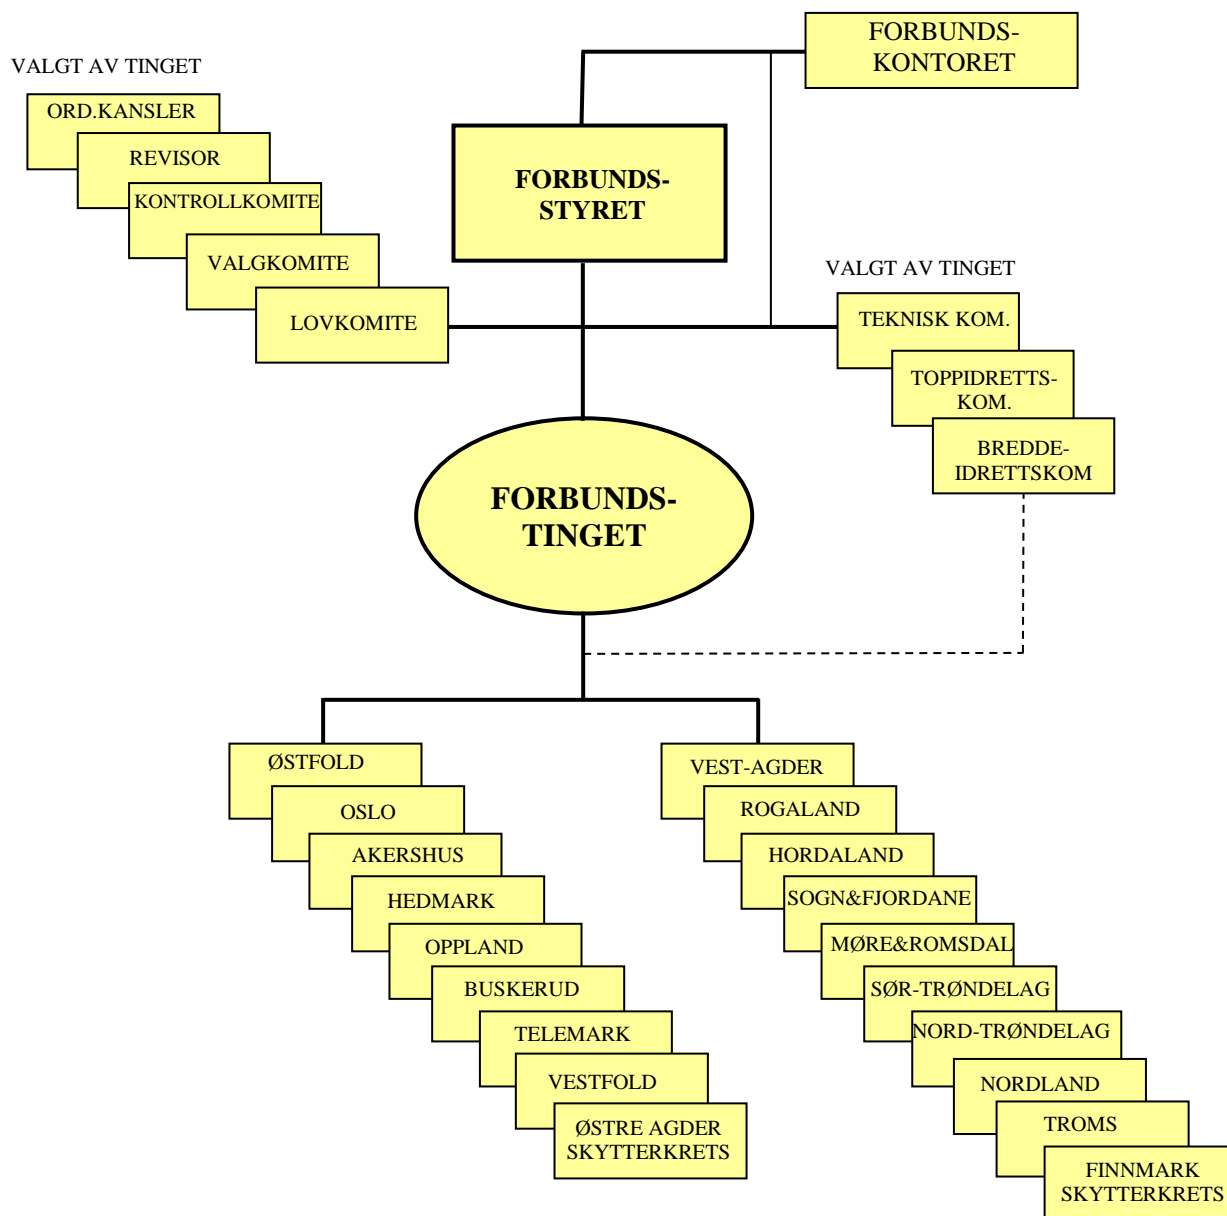 FORBUNDS-
KONTORET
VALGT AV TINGET
ORD.KANSLER
REVISOR
KONTROLLKOMITE
VALGKOMITE
LOVKOMITE
FORBUNDS-
STYRET
VALGT AV TINGET
TEKNISK KOM.
TOPPIDRETTS-
KOM.
BREDDE-
IDRETTSKOM
FORBUNDS-
TINGET
ØSTFOLD
OSLO
AKERSHUS
HEDMARK
OPPLAND
BUSKERUD
TELEMARK
VESTFOLD
ØSTRE AGDER
SKYTTERKRETS
VEST-AGDER
ROGALAND
HORDALAND
SOGN&FJORDANE
MØRE&ROMSDAL
SØR-TRØNDELAG
NORD-TRØNDELAG
NORDLAND
TROMS
FINNMARK
SKYTTERKRETS